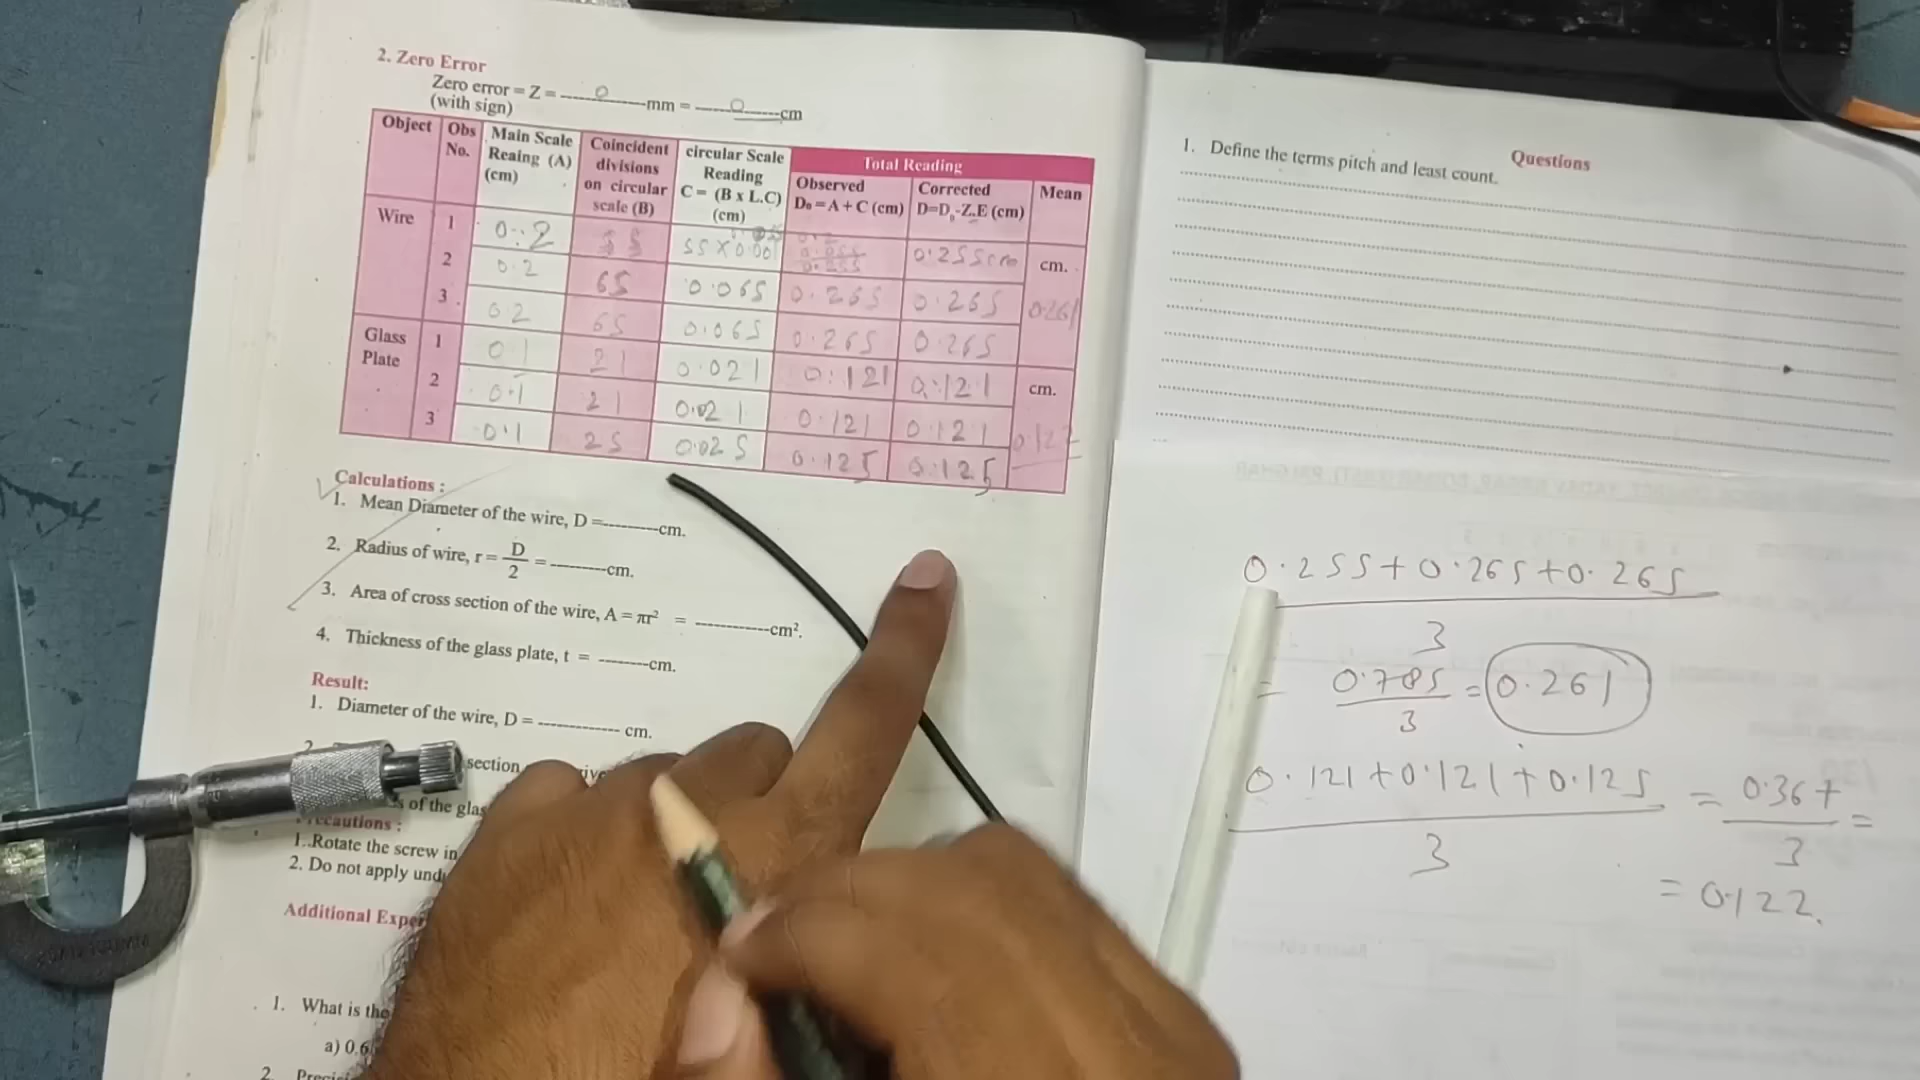 2. Zero Error
Zero error = Z = 0 mm = 0 cm
(with sign)
Object Obs No. Main Scale Reaing (A) (cm) Coincident divisions on circular scale (B) circular Scale Reading C= (B x L.C) (cm) Total Reading
Observed D₀=A+C (cm) Corrected D=D₀-Z.E (cm) Mean
Wire 1 0.2 55 55×0.001 0.2 0.055 0.255 0.255cm cm.
2 0.2 65 0.065 0.265 0.265 0.261
3 0.2 65 0.065 0.265 0.265
Glass Plate 1 0.1 21 0.021 0.121 0.121 cm.
2 0.1 21 0.021 0.121 0.121 0.122
3 0.1 25 0.025 0.125 0.125
Calculations :
1. Mean Diameter of the wire, D = cm.
2. Radius of wire, r = D/2 = cm.
3. Area of cross section of the wire, A = πr² = cm².
4. Thickness of the glass plate, t = cm.
Result:
1. Diameter of the wire, D = cm.
2. section
of the glas
Precautions :
1. Rotate the screw in
2. Do not apply und
Additional Exper
1. What is the
a) 0.6
2. Precisi
Questions
1. Define the terms pitch and least count.
0.255+0.265+0.265
3
= 0.785/3 = 0.261
0.121+0.121+0.125 / 3 = 0.367/3 =
= 0.122.